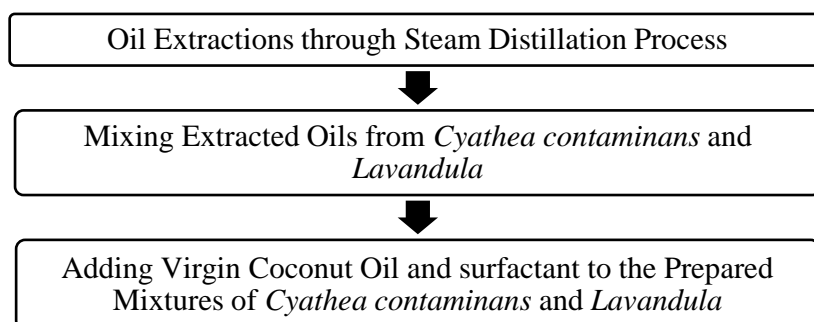 Oil Extractions through Steam Distillation Process
Mixing Extracted Oils from Cyathea contaminans and
Lavandula
Adding Virgin Coconut Oil and surfactant to the Prepared
Mixtures of Cyathea contaminans and Lavandula